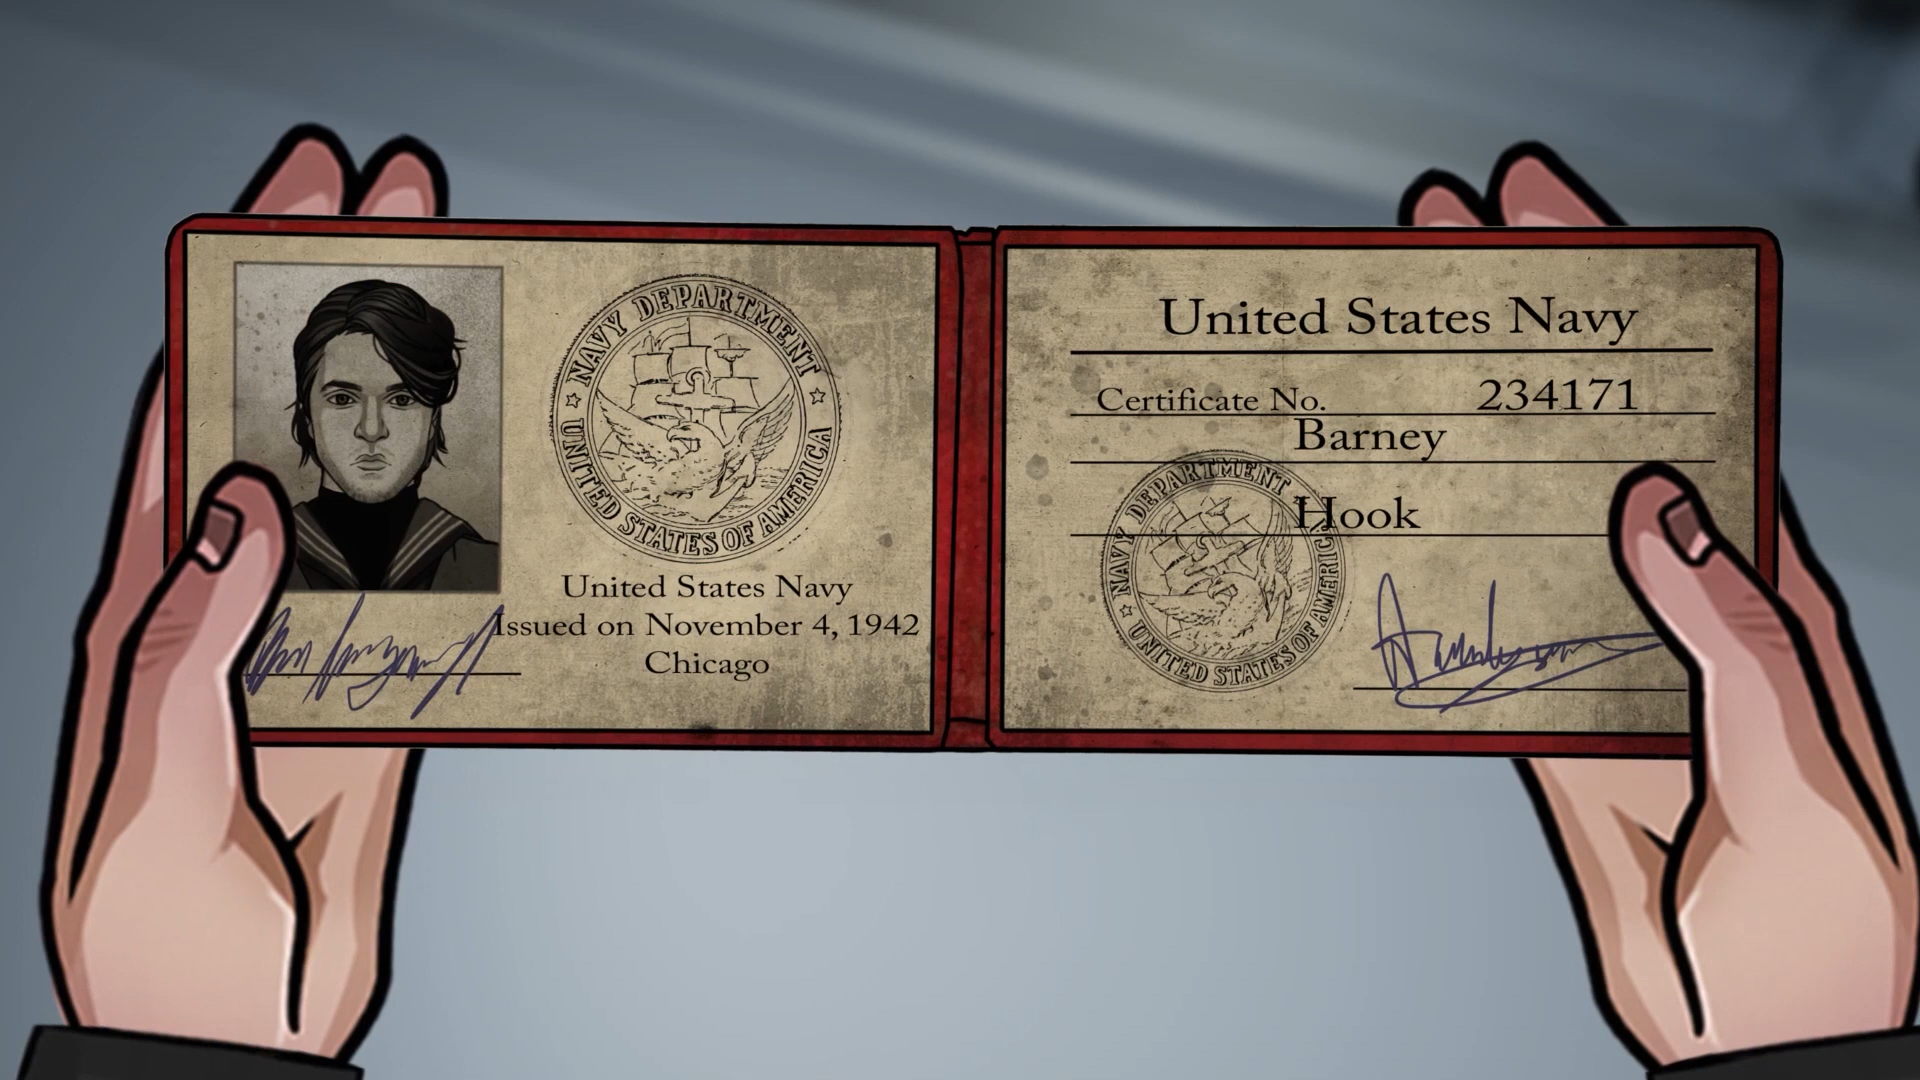 NAVY DEPARTMENT
UNITED STATES OF AMERICA
United States Navy
Issued on November 4, 1942
Chicago
United States Navy
Certificate No. 234171
Barney
Hook
NAVY DEPARTMENT
UNITED STATES OF AMERICA